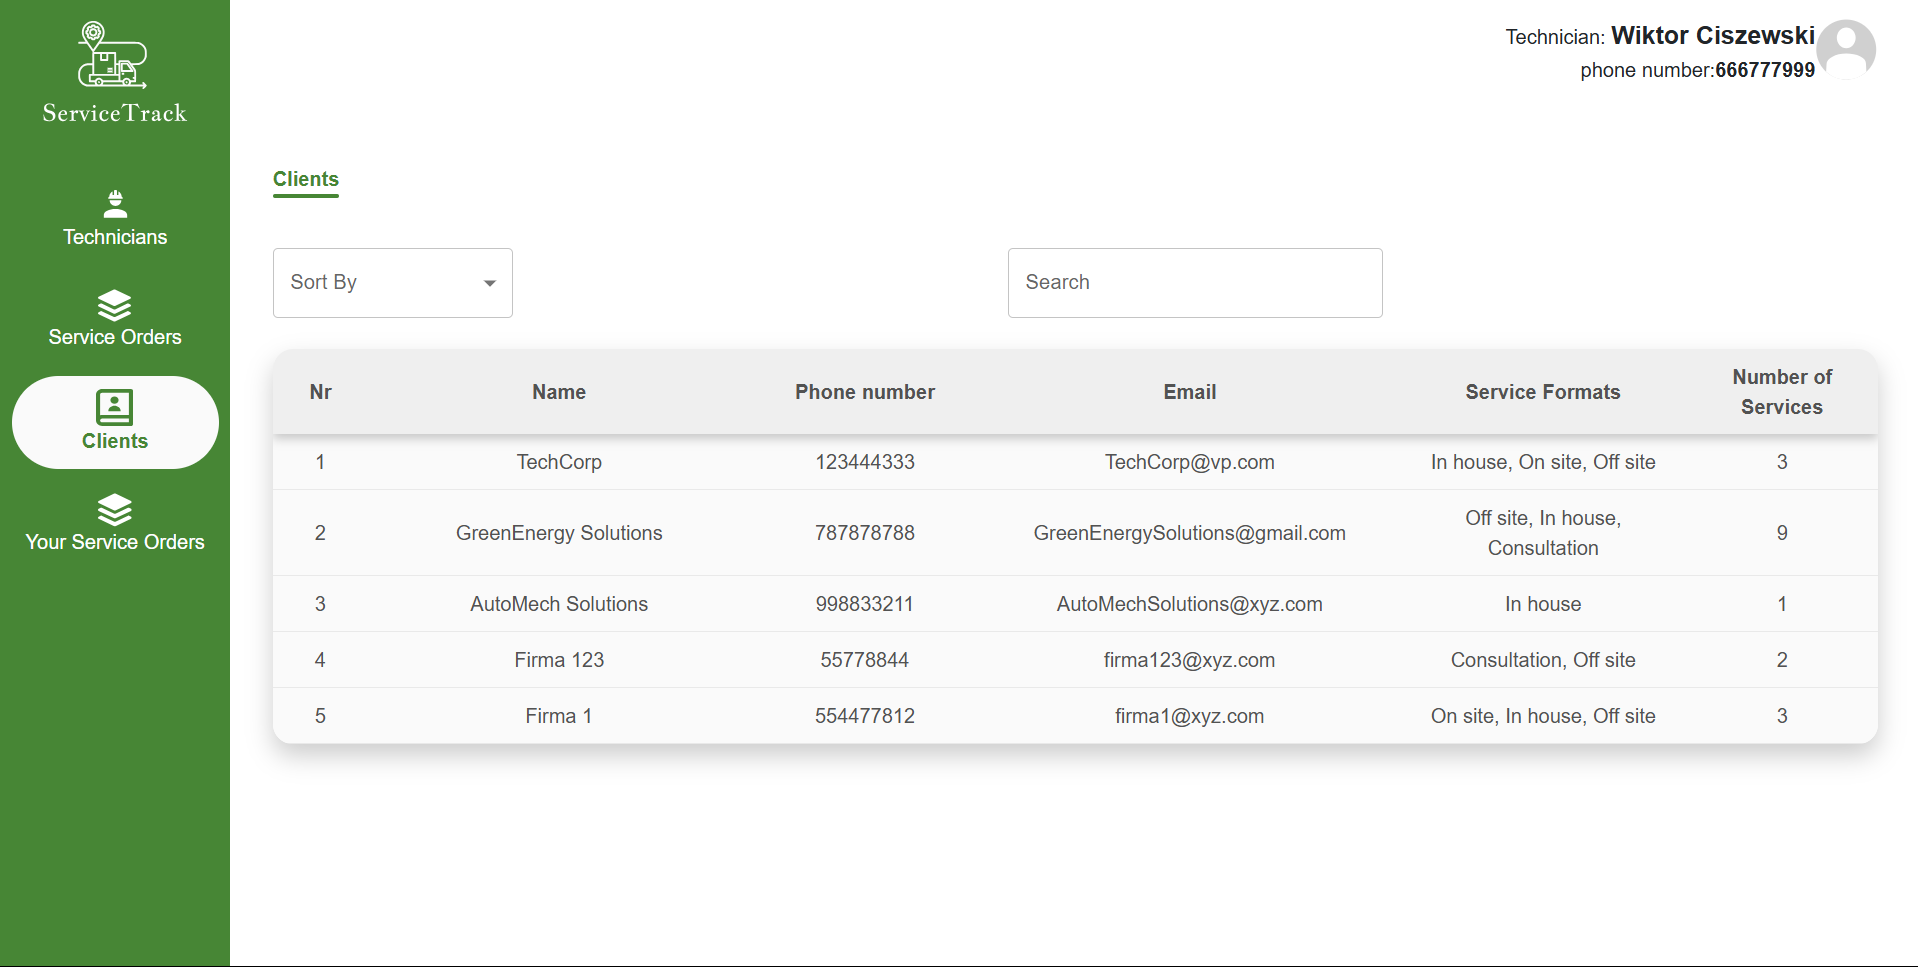 ServiceTrack
Technicians
Service Orders
Clients
Your Service Orders
Technician: Wiktor Ciszewski
phone number:666777999
Clients
Sort By
Search
Nr Name Phone number Email Service Formats Number of
Services
1 TechCorp 123444333 TechCorp@vp.com In house, On site, Off site 3
2 GreenEnergy Solutions 787878788 GreenEnergySolutions@gmail.com Off site, In house,
Consultation 9
3 AutoMech Solutions 998833211 AutoMechSolutions@xyz.com In house 1
4 Firma 123 55778844 firma123@xyz.com Consultation, Off site 2
5 Firma 1 554477812 firma1@xyz.com On site, In house, Off site 3